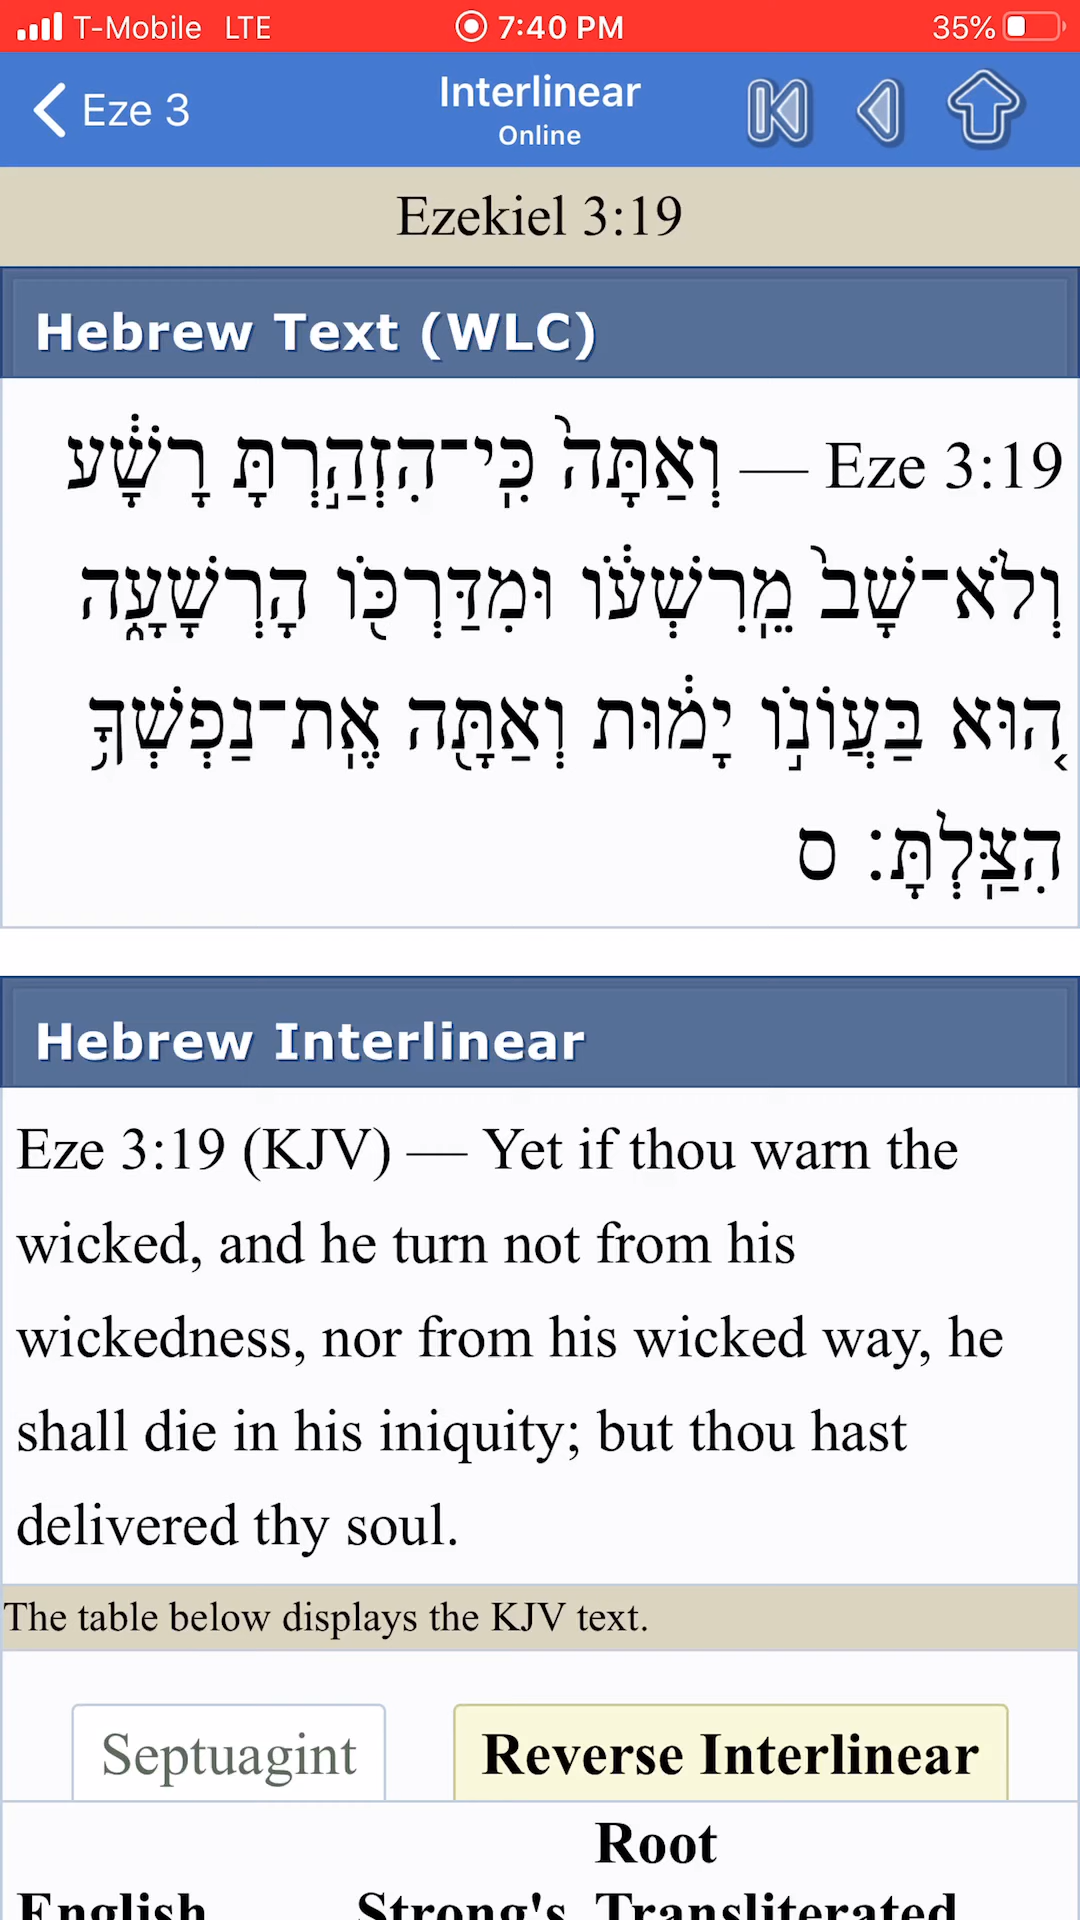 T-Mobile LTE 7:40 PM 35%
Eze 3 Interlinear
Online
Ezekiel 3:19
Hebrew Text (WLC)
Eze 3:19 — וְאַתָּה֙ כִּֽי־הִזְהַ֣רְתָּ רָשָׁ֔ע
וְלֹא־שָׁב֙ מֵֽרִשְׁע֔וֹ וּמִדַּרְכּ֖וֹ הָרְשָׁעָ֑ה
ה֚וּא בַּעֲוֺנ֣וֹ יָמ֔וּת וְאַתָּ֖ה אֶֽת־נַפְשְׁךָ֥
הִצַּֽלְתָּ׃ ס
Hebrew Interlinear
Eze 3:19 (KJV) — Yet if thou warn the
wicked, and he turn not from his
wickedness, nor from his wicked way, he
shall die in his iniquity; but thou hast
delivered thy soul.
The table below displays the KJV text.
Septuagint Reverse Interlinear
Root
English Strong's Transliterated